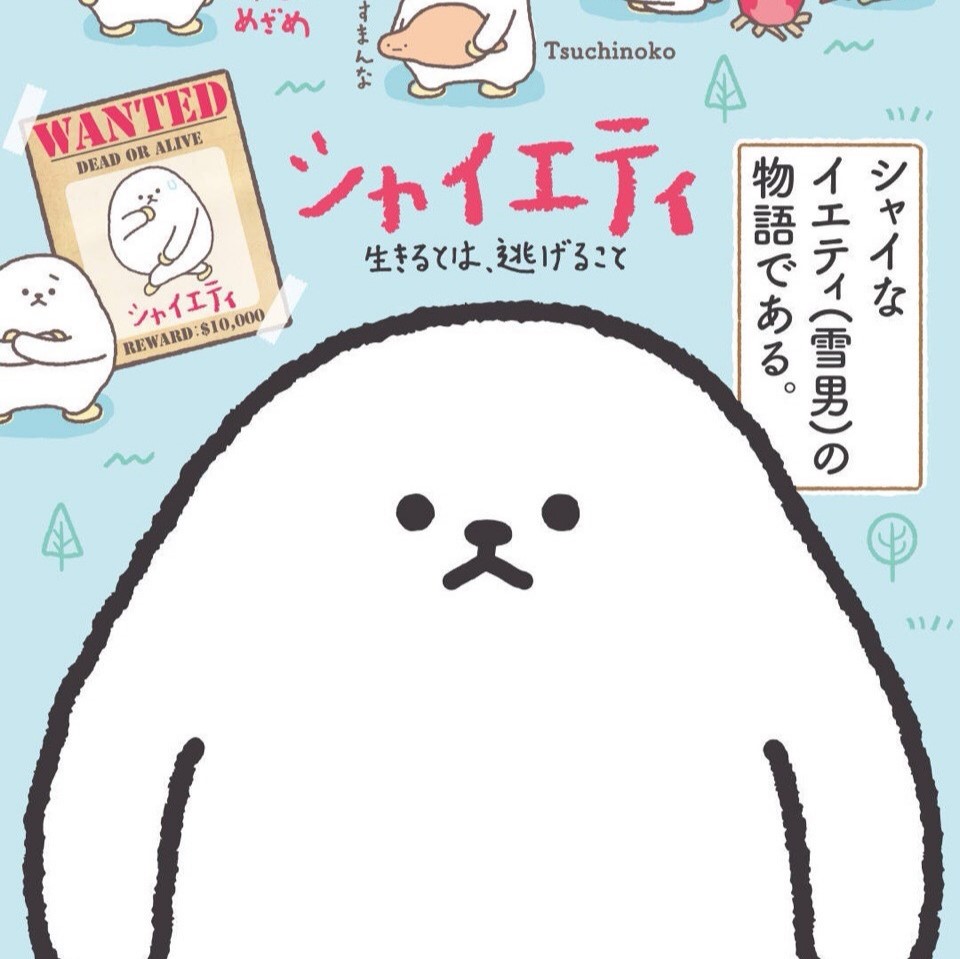 めざめ
すまんな
Tsuchinoko
WANTED
DEAD OR ALIVE
シャイエティ
REWARD:$10,000
シャイエティ
生きるとは、逃げること
シャイな
イエティ(雪男)の
物語である。